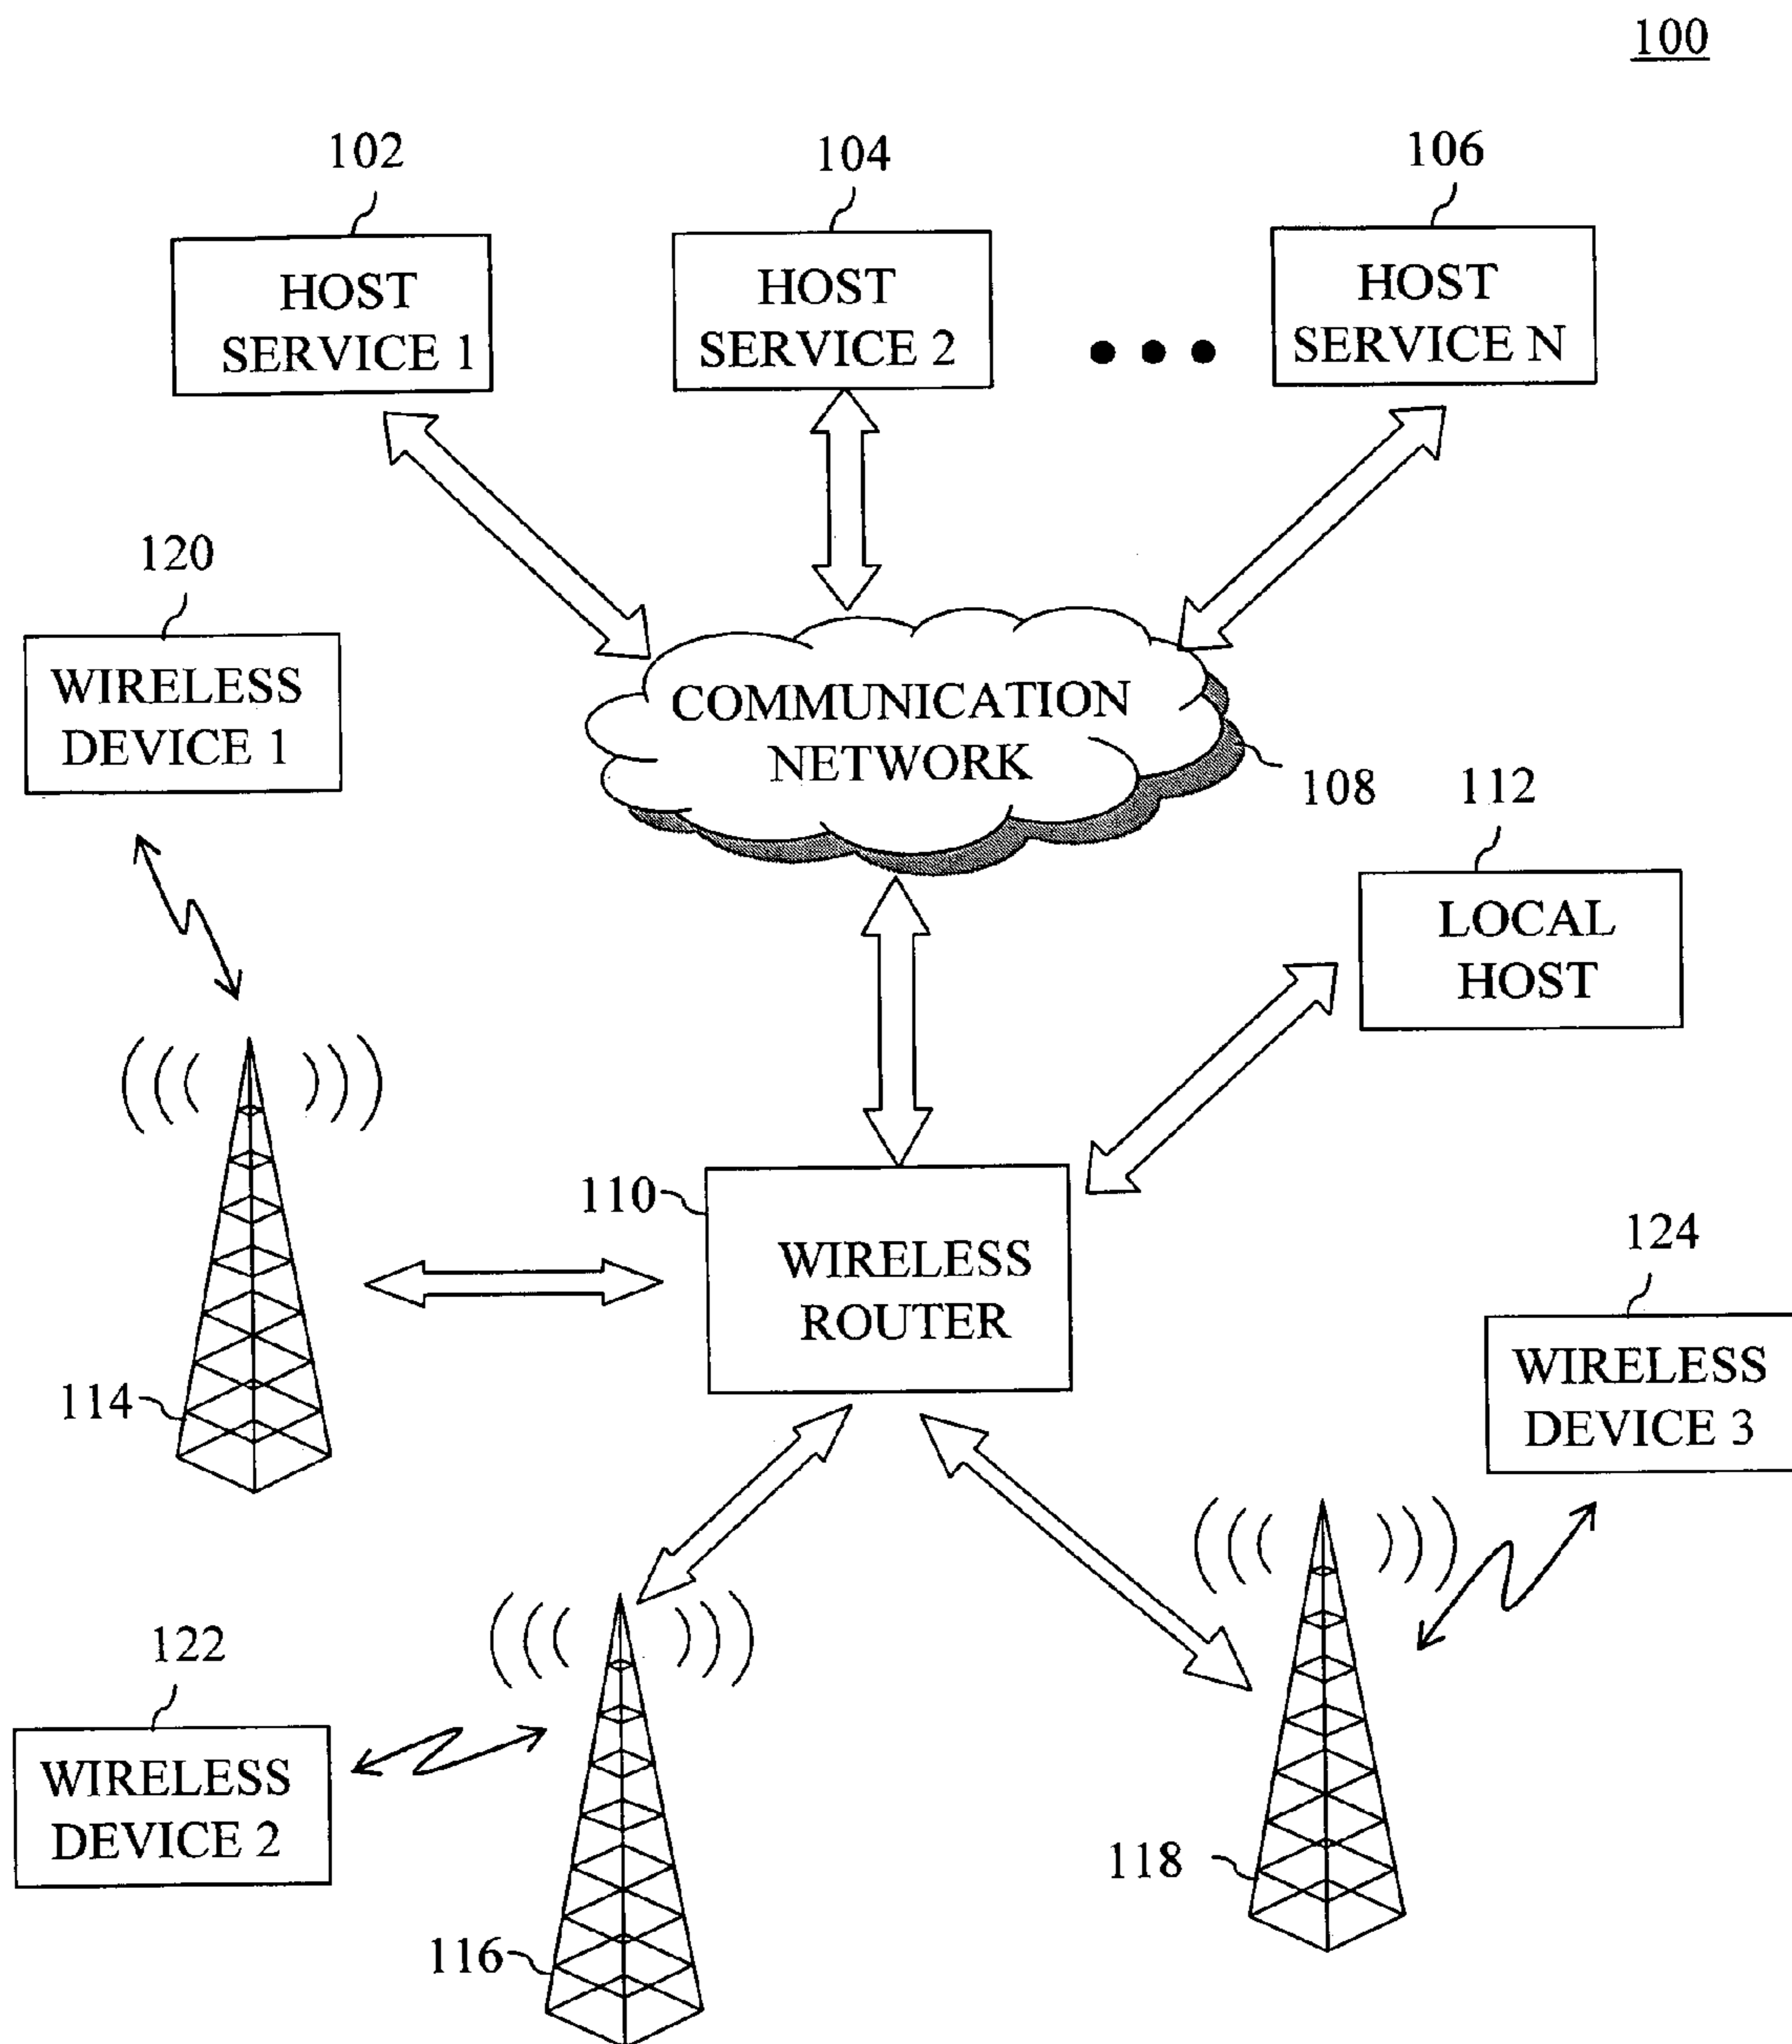 100
102
104
106
HOST
SERVICE 1
HOST
SERVICE 2
HOST
SERVICE N
120
WIRELESS
DEVICE 1
COMMUNICATION
NETWORK
108
112
LOCAL
HOST
110
WIRELESS
ROUTER
124
WIRELESS
DEVICE 3
114
122
WIRELESS
DEVICE 2
118
116